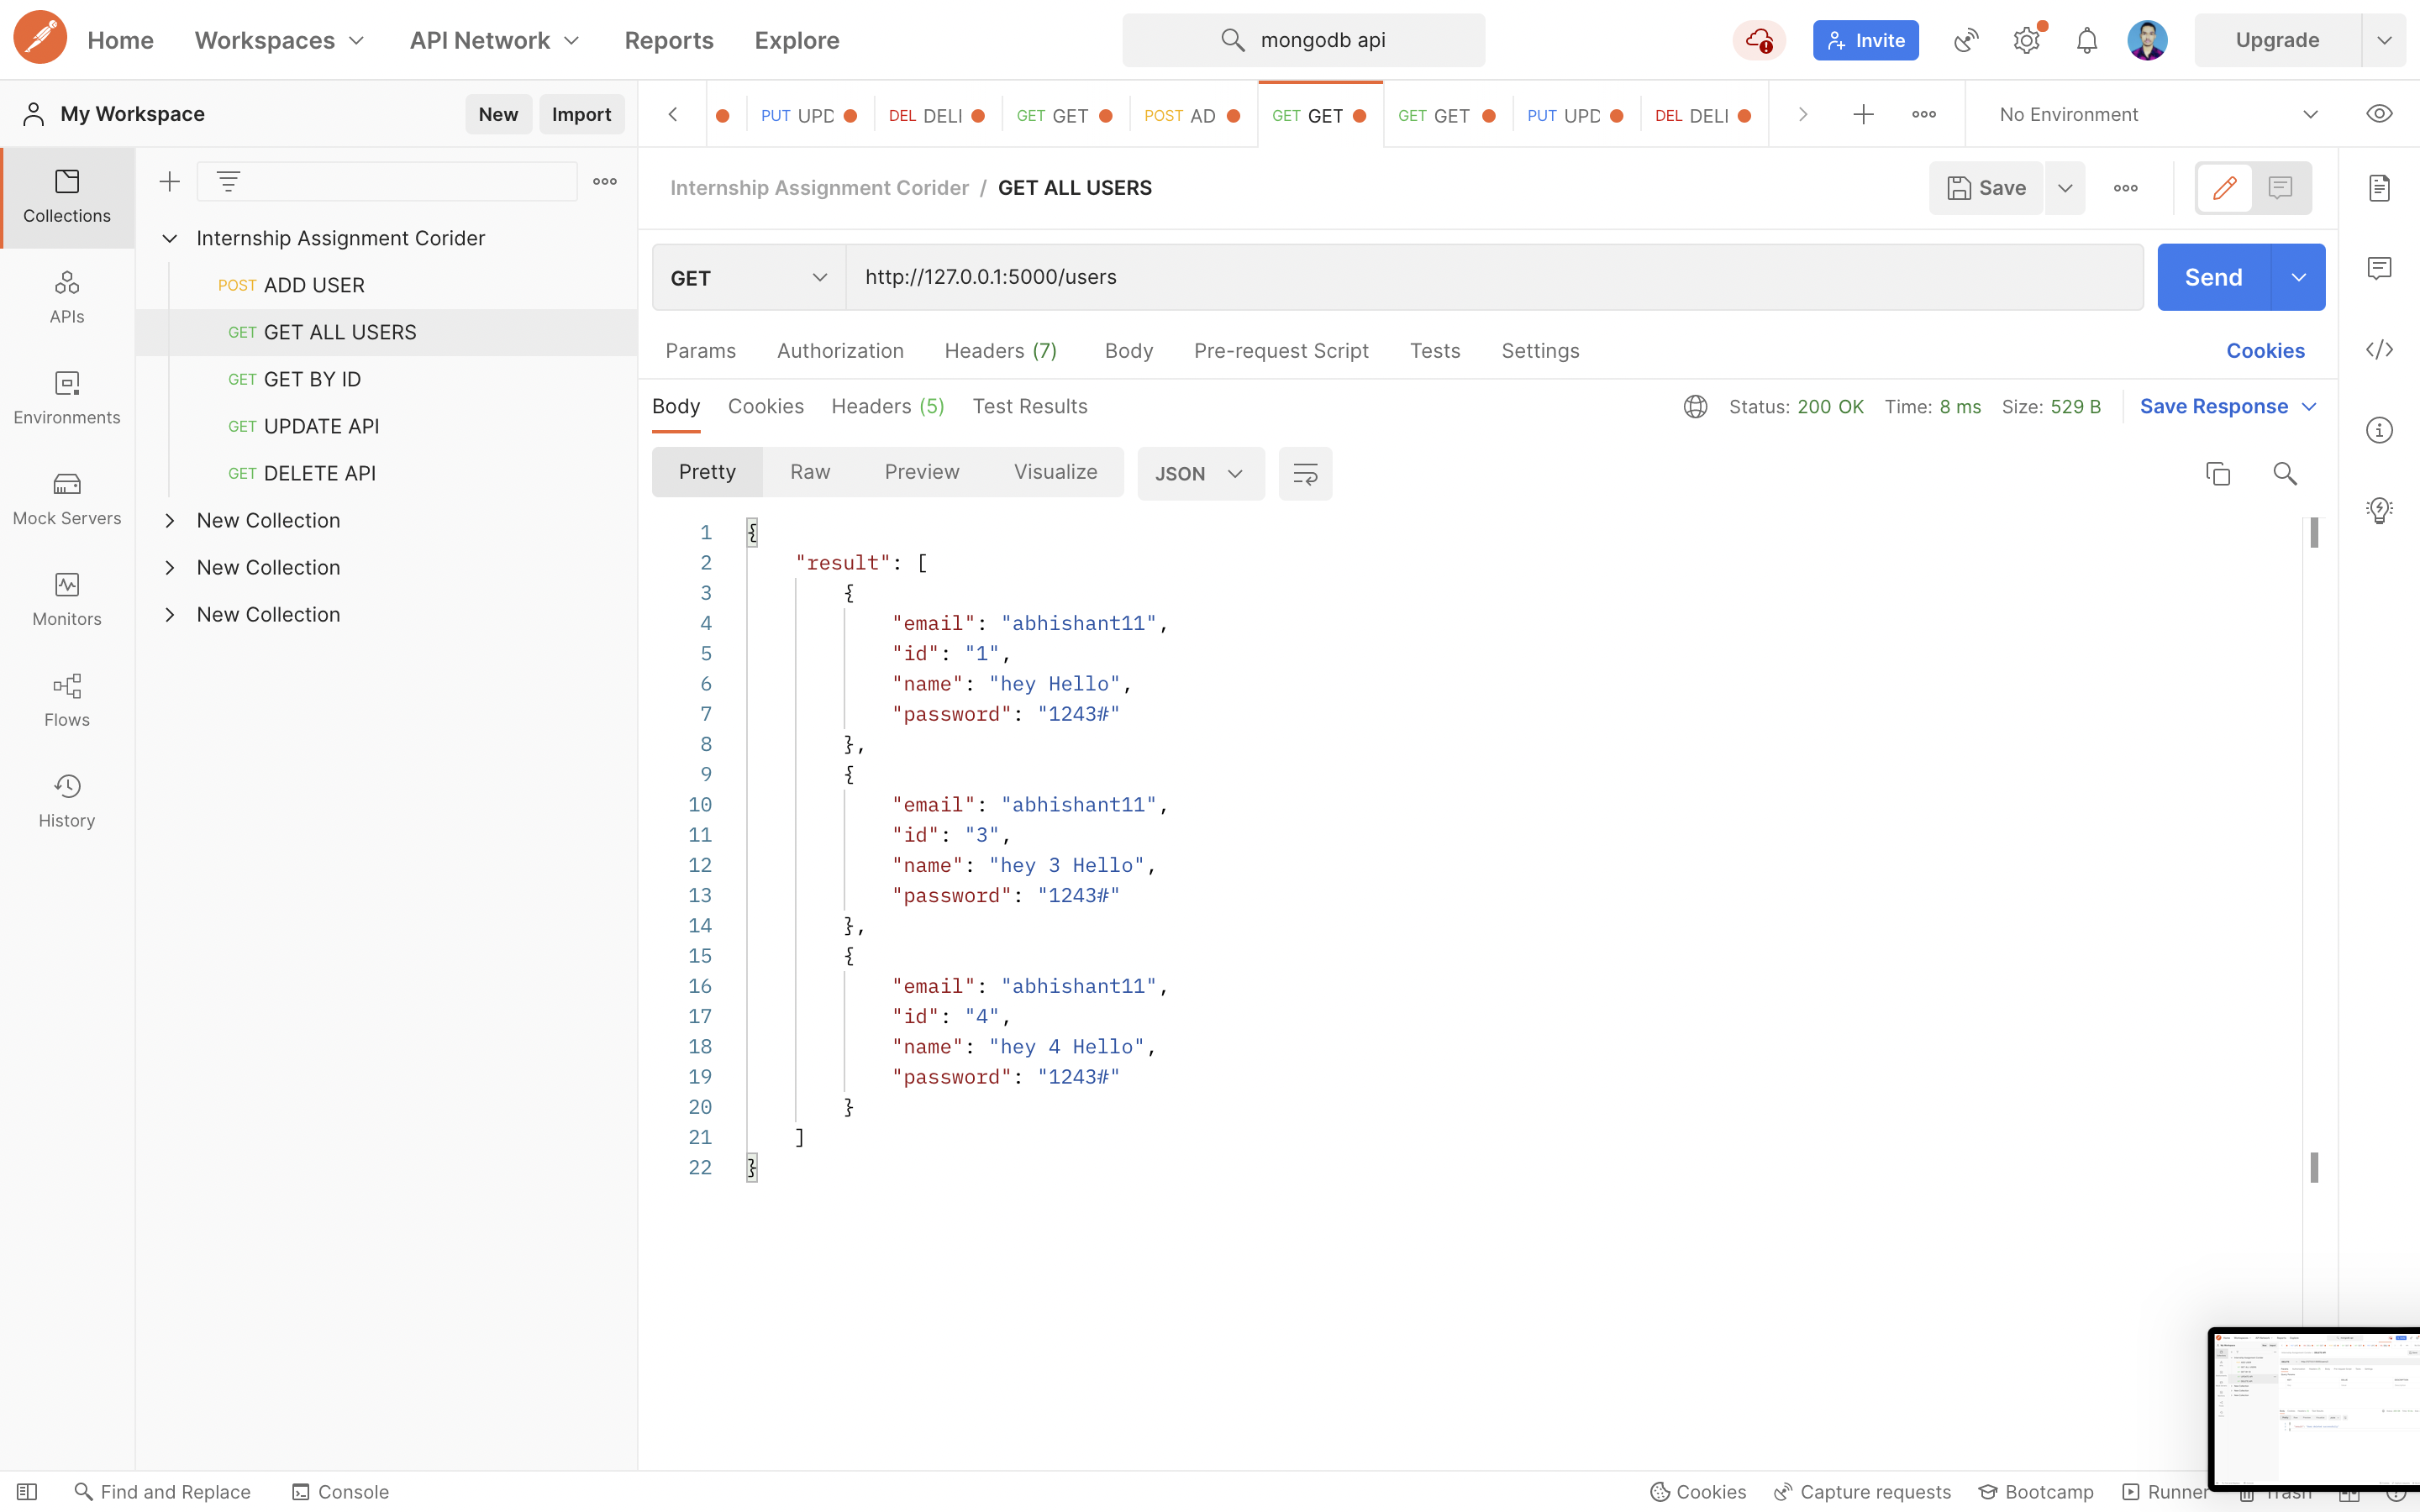 Home Workspaces API Network Reports Explore mongodb api Invite Upgrade
My Workspace New Import PUT UPD DEL DELI GET GET POST AD GET GET GET GET PUT UPD DEL DELI No Environment
Collections
APIs
Environments
Mock Servers
Monitors
Flows
History
Internship Assignment Corider
POST ADD USER
GET GET ALL USERS
GET GET BY ID
GET UPDATE API
GET DELETE API
New Collection
New Collection
New Collection
Internship Assignment Corider / GET ALL USERS Save
GET http://127.0.0.1:5000/users Send
Params Authorization Headers (7) Body Pre-request Script Tests Settings Cookies
Body Cookies Headers (5) Test Results Status: 200 OK Time: 8 ms Size: 529 B Save Response
Pretty Raw Preview Visualize JSON
1 {
2 "result": [
3 {
4 "email": "abhishant11",
5 "id": "1",
6 "name": "hey Hello",
7 "password": "1243#"
8 },
9 {
10 "email": "abhishant11",
11 "id": "3",
12 "name": "hey 3 Hello",
13 "password": "1243#"
14 },
15 {
16 "email": "abhishant11",
17 "id": "4",
18 "name": "hey 4 Hello",
19 "password": "1243#"
20 }
21 ]
22 }
Find and Replace Console Cookies Capture requests Bootcamp Runner Trash